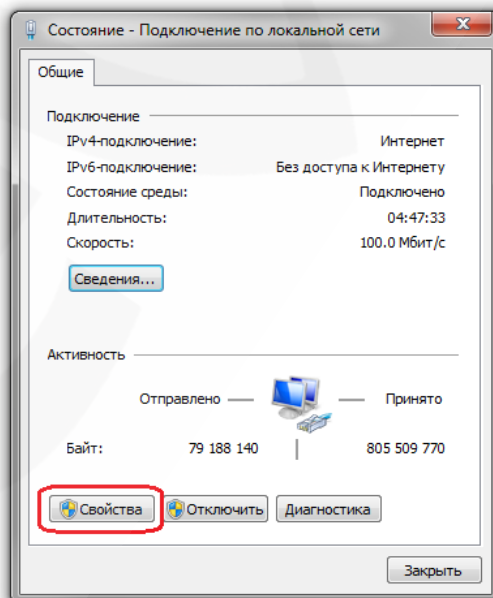 Состояние - Подключение по локальной сети
Общие
Подключение
IPv4-подключение: Интернет
IPv6-подключение: Без доступа к Интернету
Состояние среды: Подключено
Длительность: 04:47:33
Скорость: 100.0 Мбит/с
Сведения...
Активность
Отправлено — — Принято
Байт: 79 188 140 | 805 509 770
Свойства Отключить Диагностика
Закрыть